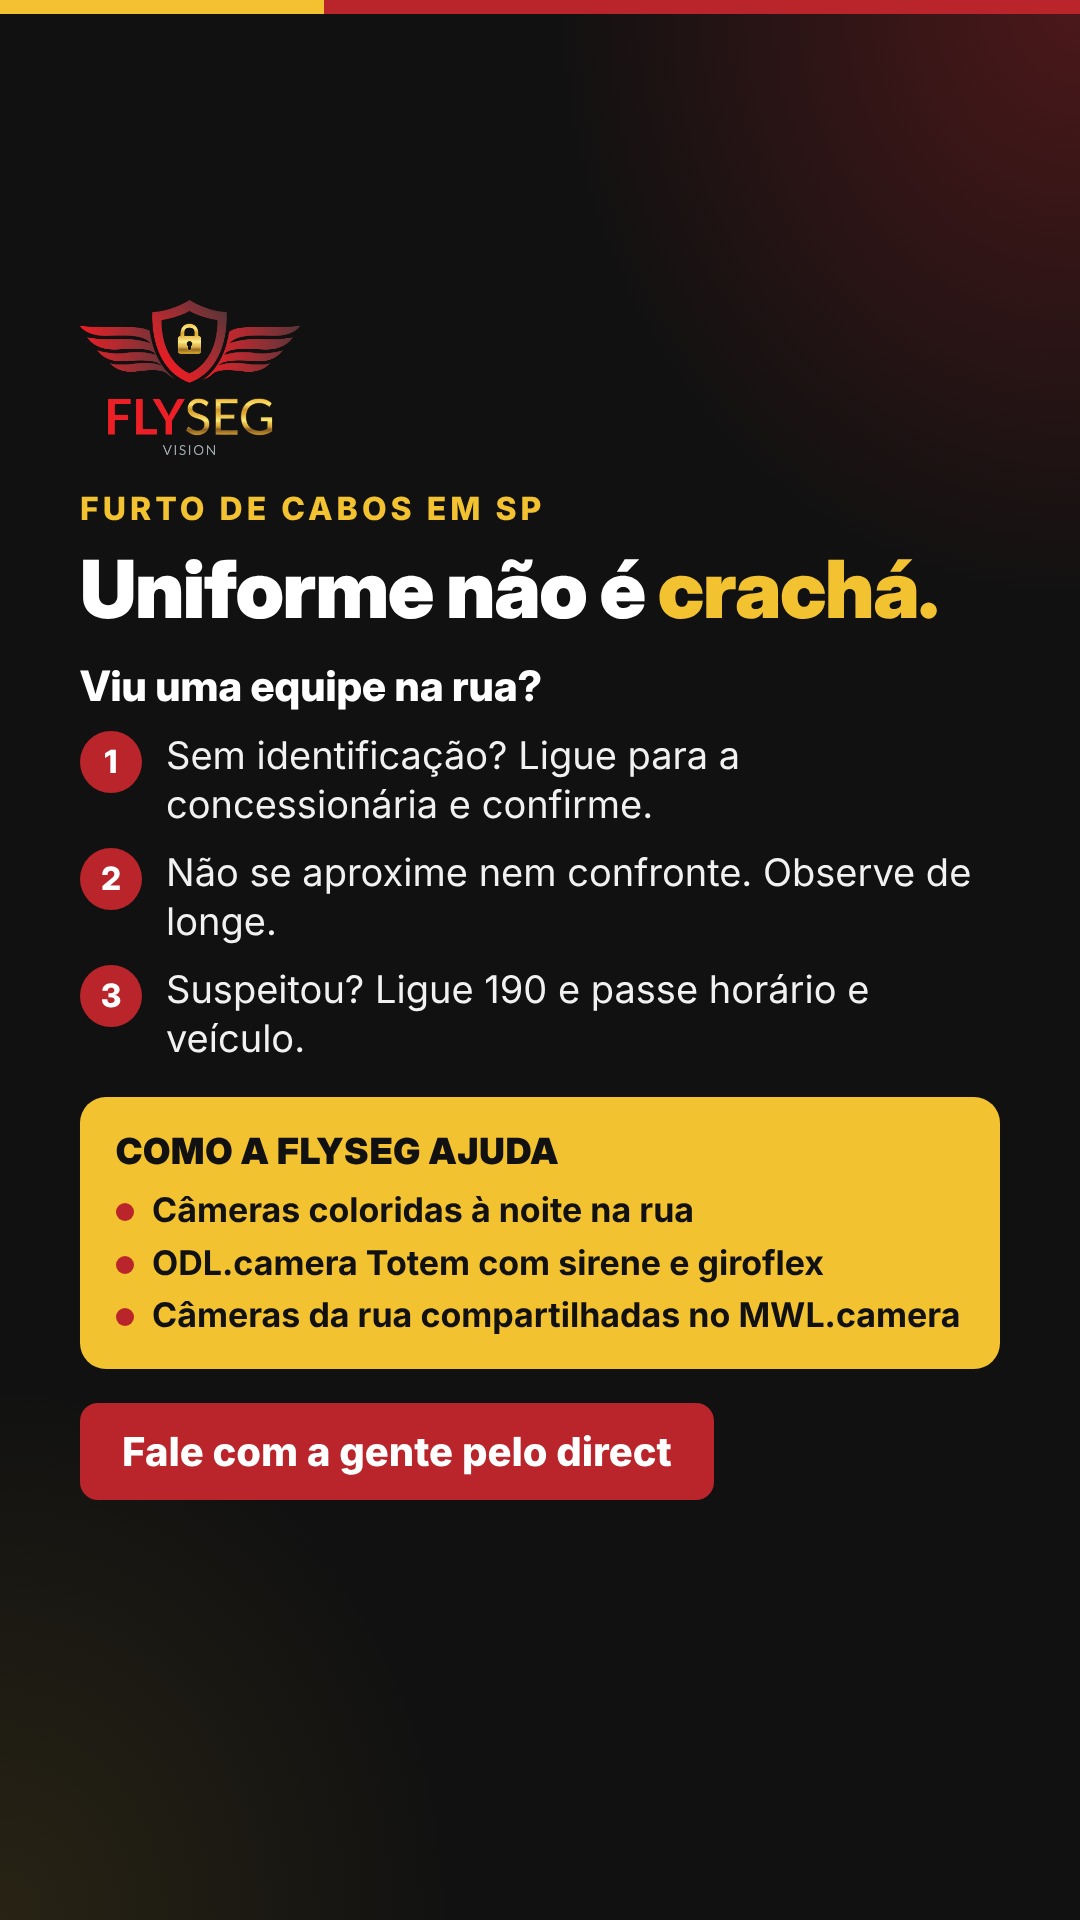 FLYSEG
VISION
FURTO DE CABOS EM SP
Uniforme não é crachá.
Viu uma equipe na rua?
1 Sem identificação? Ligue para a
concessionária e confirme.
2 Não se aproxime nem confronte. Observe de
longe.
3 Suspeitou? Ligue 190 e passe horário e
veículo.
COMO A FLYSEG AJUDA
Câmeras coloridas à noite na rua
ODL.camera Totem com sirene e giroflex
Câmeras da rua compartilhadas no MWL.camera
Fale com a gente pelo direct